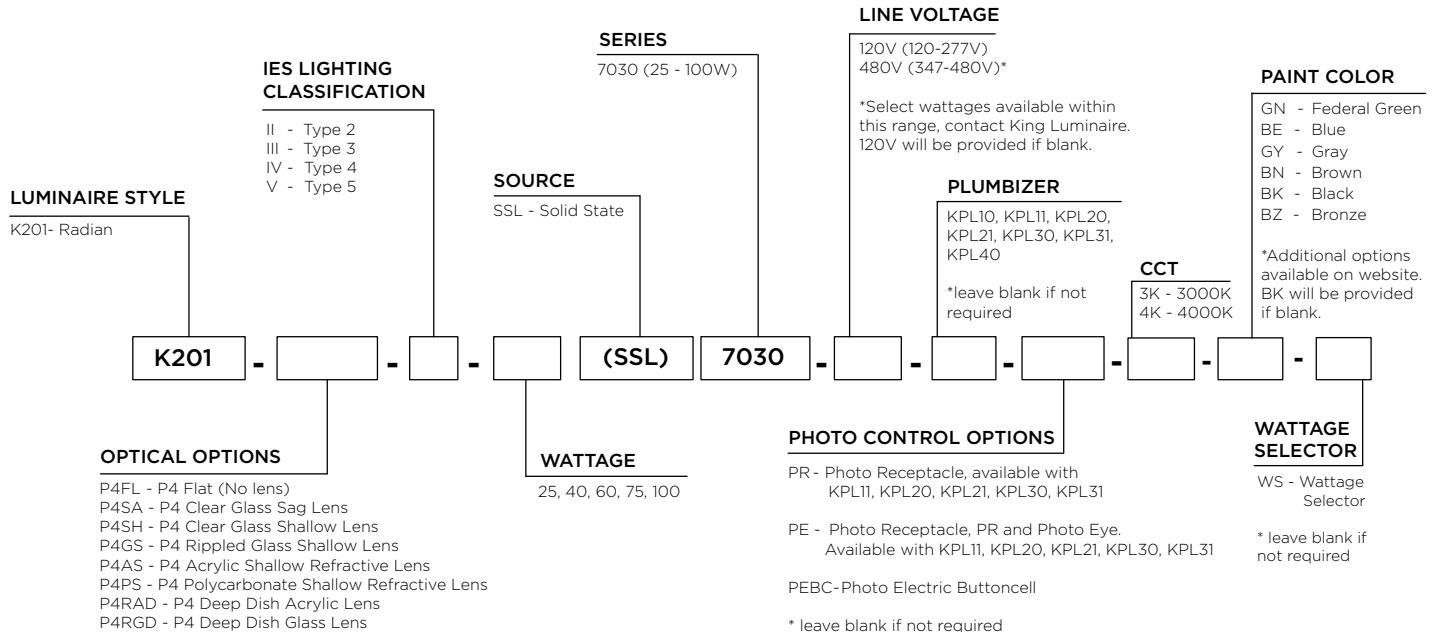 LUMINAIRE STYLE
K201- Radian
IES LIGHTING
CLASSIFICATION
II - Type 2
III - Type 3
IV - Type 4
V - Type 5
SOURCE
SSL - Solid State
SERIES
7030 (25 - 100W)
LINE VOLTAGE
120V (120-277V)
480V (347-480V)*
*Select wattages available within
this range, contact King Luminaire.
120V will be provided if blank.
PLUMBIZER
KPL10, KPL11, KPL20,
KPL21, KPL30, KPL31,
KPL40
*leave blank if not
required
CCT
3K - 3000K
4K - 4000K
PAINT COLOR
GN - Federal Green
BE - Blue
GY - Gray
BN - Brown
BK - Black
BZ - Bronze
*Additional options
available on website.
BK will be provided
if blank.
K201 - - - (SSL) 7030 - - - - - -
OPTICAL OPTIONS
P4FL - P4 Flat (No lens)
P4SA - P4 Clear Glass Sag Lens
P4SH - P4 Clear Glass Shallow Lens
P4GS - P4 Rippled Glass Shallow Lens
P4AS - P4 Acrylic Shallow Refractive Lens
P4PS - P4 Polycarbonate Shallow Refractive Lens
P4RAD - P4 Deep Dish Acrylic Lens
P4RGD - P4 Deep Dish Glass Lens
WATTAGE
25, 40, 60, 75, 100
PHOTO CONTROL OPTIONS
PR - Photo Receptacle, available with
KPL11, KPL20, KPL21, KPL30, KPL31
PE - Photo Receptacle, PR and Photo Eye.
Available with KPL11, KPL20, KPL21, KPL30, KPL31
PEBC-Photo Electric Buttoncell
* leave blank if not required
WATTAGE
SELECTOR
WS - Wattage
Selector
* leave blank if
not required